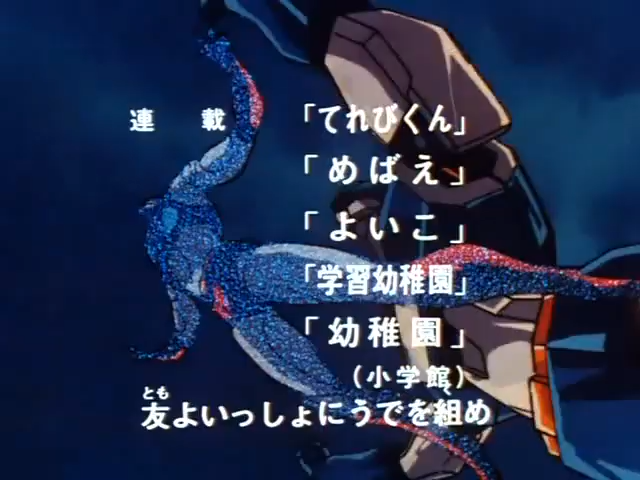 連載 「てれびくん」
「めばえ」
「よいこ」
「学習幼稚園」
「幼稚園」
(小学館)
とも
友よいっしょにうでを組め